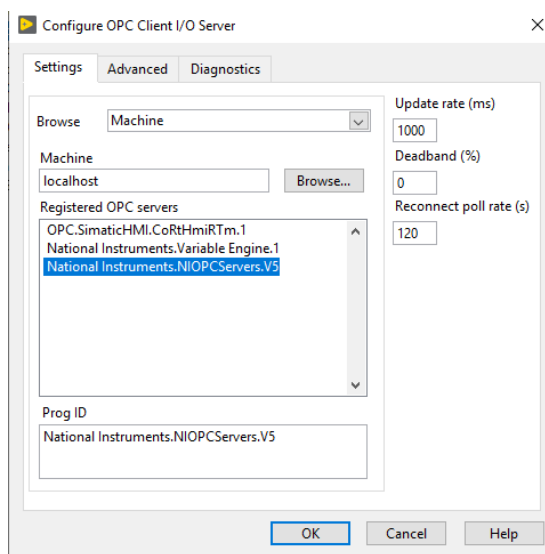 Configure OPC Client I/O Server
Settings
Advanced
Diagnostics
Browse
Machine
Machine
localhost
Browse...
Registered OPC servers
OPC.SimaticHMI.CoRtHmiRTm.1
National Instruments.Variable Engine.1
National Instruments.NIOPCServers.V5
Prog ID
National Instruments.NIOPCServers.V5
Update rate (ms)
1000
Deadband (%)
0
Reconnect poll rate (s)
120
OK
Cancel
Help